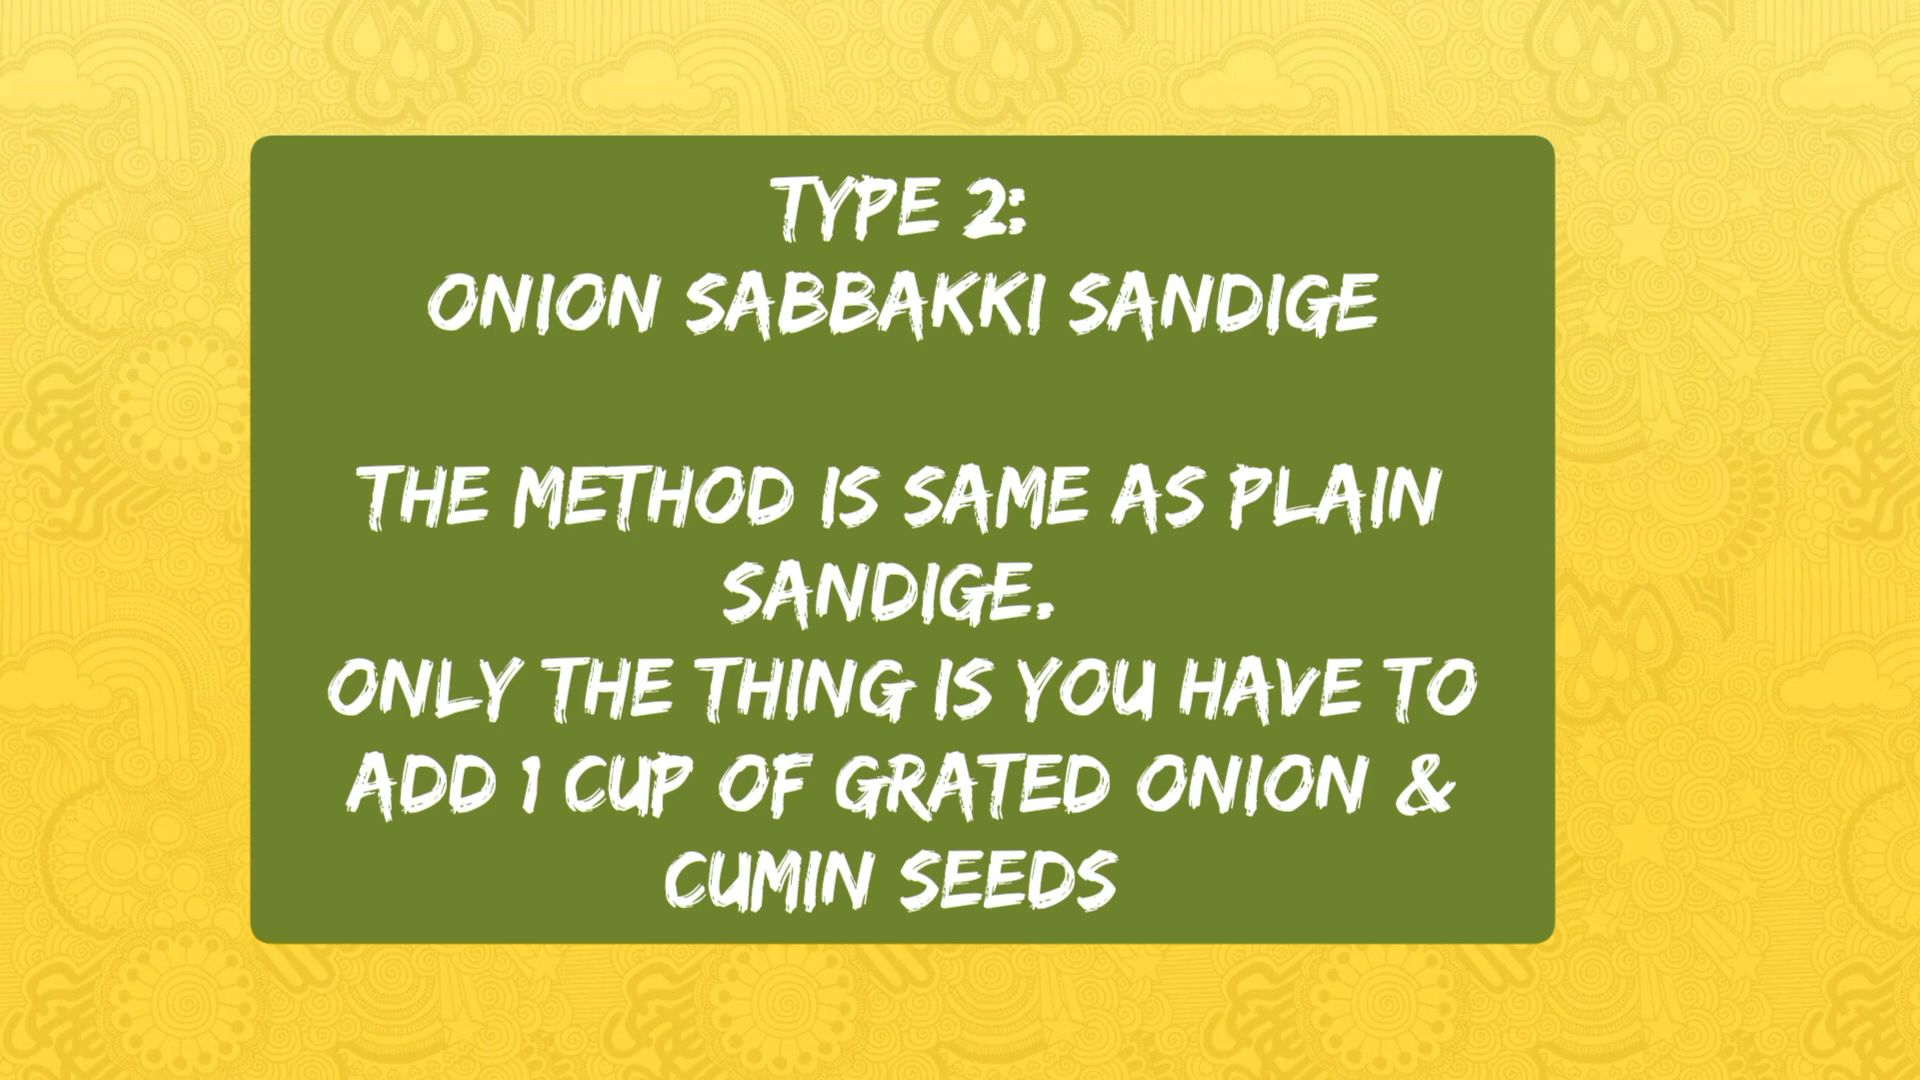 TYPE 2:
ONION SABBAKKI SANDIGE
THE METHOD IS SAME AS PLAIN
SANDIGE.
ONLY THE THING IS YOU HAVE TO
ADD 1 CUP OF GRATED ONION &
CUMIN SEEDS